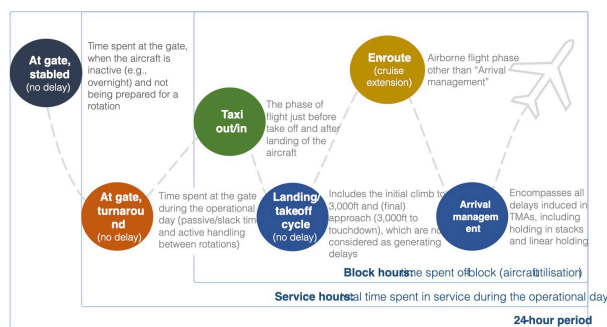 At gate,
stabled
(no delay)
Time spent at the gate,
when the aircraft is
inactive (e.g.,
overnight) and not
being prepared for a
rotation
Taxi
out/in
The phase of
flight just before
take off and after
landing of the
aircraft
Enroute
(cruise
extension)
Airborne flight phase
other than “Arrival
management”
At gate,
turnarou
nd
(no delay)
Time spent at the gate
during the operational
day (passive/slack time
and active handling
between rotations)
Landing/
takeoff
cycle
(no delay)
Includes the initial climb to
3,000ft and (final)
approach (3,000ft to
touchdown), which are not
considered as generating
delays
Arrival
managem
ent
Encompasses all
delays induced in
TMAs, including
holding in stacks
and linear holding
Block hours: time spent off-block (aircraft utilisation)
Service hours: total time spent in service during the operational day
24-hour period